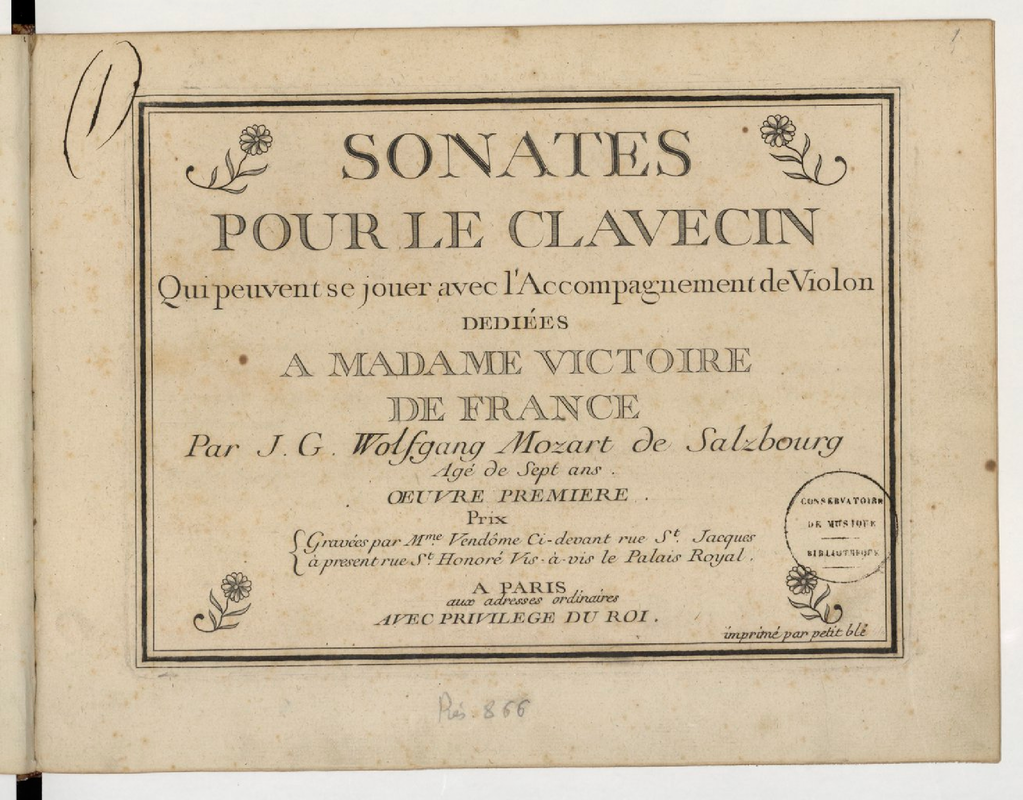 (1)
1
SONATES
POUR LE CLAVECIN
Qui peuvent se jouer avec l'Accompagnement de Violon
DEDIÉES
A MADAME VICTOIRE
DE FRANCE
Par J. G. Wolfgang Mozart de Salzbourg
Agé de Sept ans.
ŒUVRE PREMIERE.
Prix
Gravées par Mme Vendôme Ci-devant rue St. Jacques
à present rue St. Honoré Vis-à-vis le Palais Royal.
A PARIS
aux adresses ordinaires
AVEC PRIVILEGE DU ROI.
imprimé par petit blé
CONSERVATOIRE
DE MUSIQUE
BIBLIOTHEQUE
Rés. 866